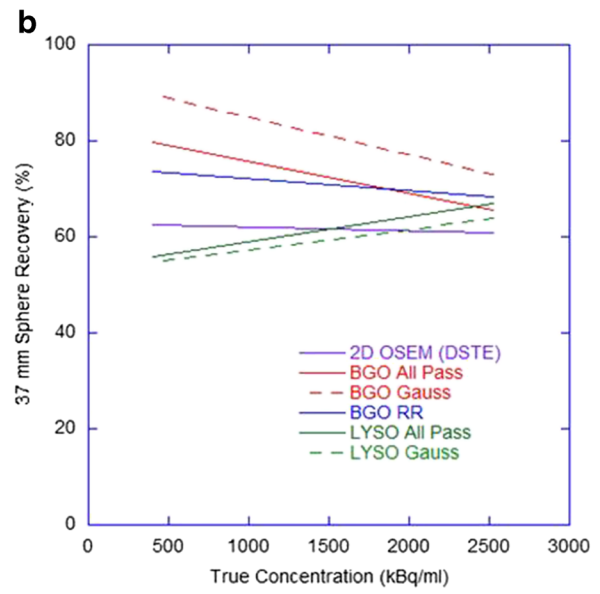 b
100
80
60
40
20
0
37 mm Sphere Recovery (%)
2D OSEM (DSTE)
BGO All Pass
BGO Gauss
BGO RR
LYSO All Pass
LYSO Gauss
0 500 1000 1500 2000 2500 3000
True Concentration (kBq/ml)